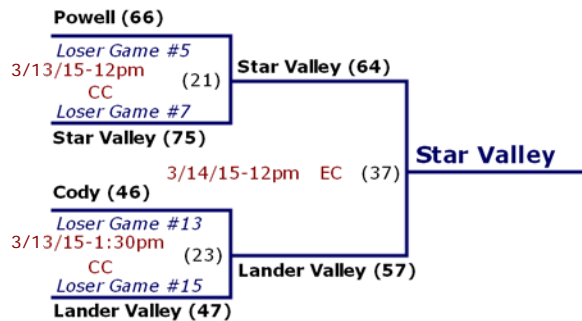 Powell (66)
Loser Game #5
3/13/15-12pm
CC
(21)
Loser Game #7
Star Valley (75)
Star Valley (64)
3/14/15-12pm EC (37)
Star Valley
Cody (46)
Loser Game #13
3/13/15-1:30pm
CC
(23)
Loser Game #15
Lander Valley (47)
Lander Valley (57)